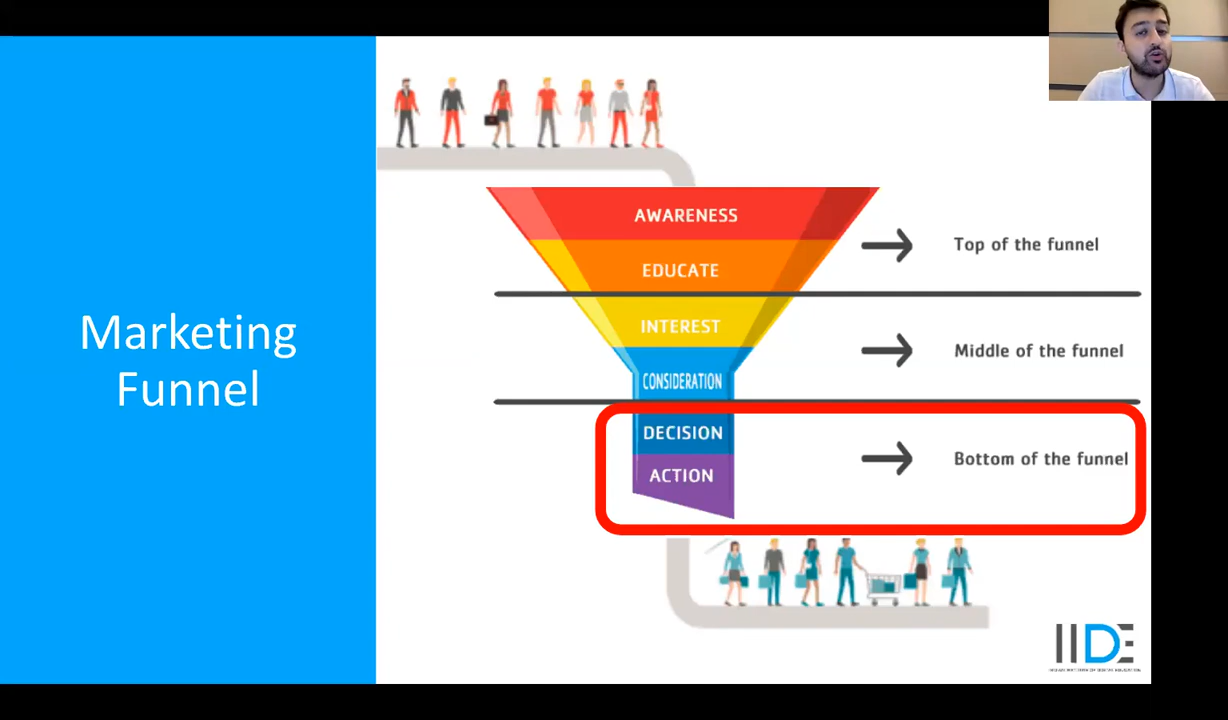 Marketing
Funnel
AWARENESS
EDUCATE
Top of the funnel
INTEREST
CONSIDERATION
Middle of the funnel
DECISION
ACTION
Bottom of the funnel
IIDE